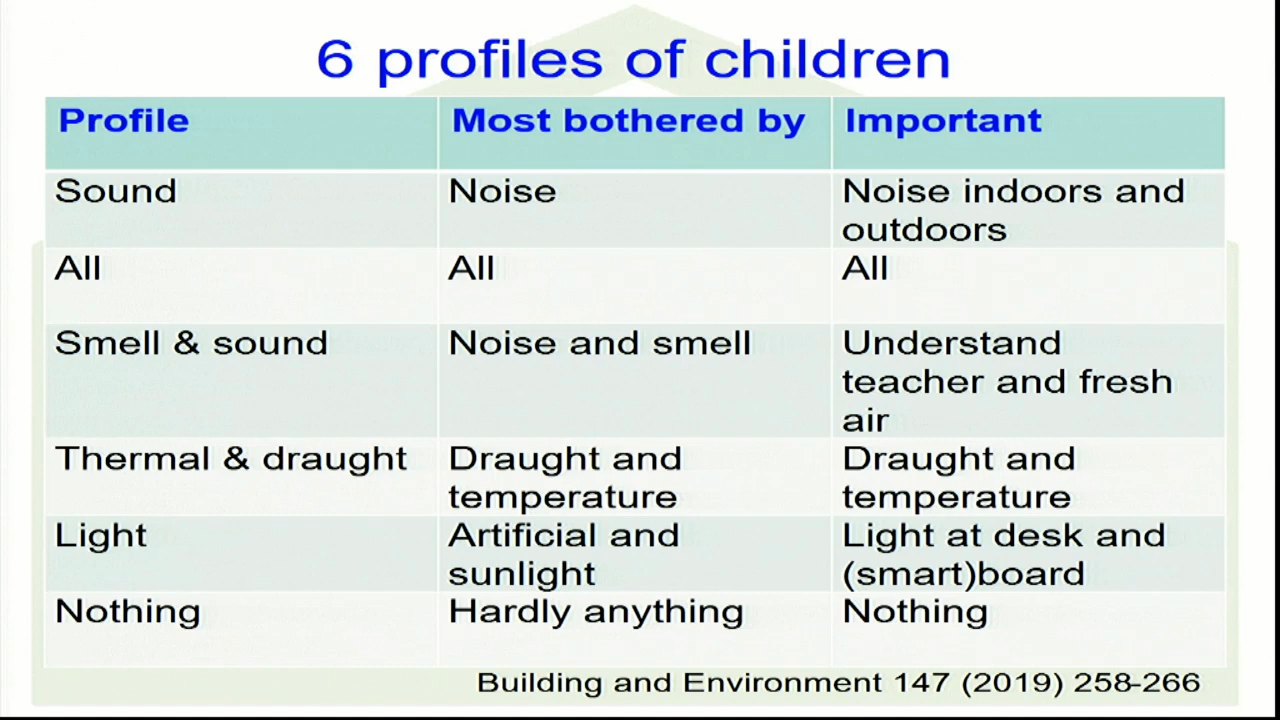 6 profiles of children
Profile
Most bothered by
Important
Sound
Noise
Noise indoors and
outdoors
All
All
All
Smell & sound
Noise and smell
Understand
teacher and fresh
air
Thermal & draught
Draught and
temperature
Draught and
temperature
Light
Artificial and
sunlight
Light at desk and
(smart)board
Nothing
Hardly anything
Nothing
Building and Environment 147 (2019) 258-266